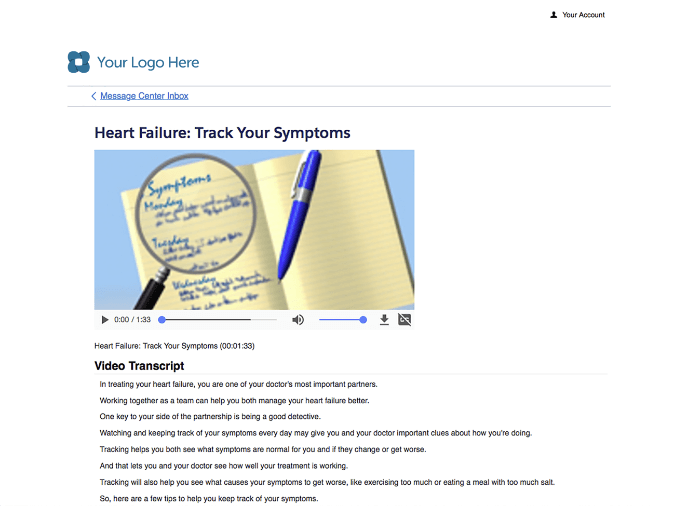 Your Account
Your Logo Here
Message Center Inbox
Heart Failure: Track Your Symptoms
Symptoms
Monday
Tuesday
Wednesday
0:00 / 1:33
Heart Failure: Track Your Symptoms (00:01:33)
Video Transcript
In treating your heart failure, you are one of your doctor's most important partners.
Working together as a team can help you both manage your heart failure better.
One key to your side of the partnership is being a good detective.
Watching and keeping track of your symptoms every day may give you and your doctor important clues about how you're doing.
Tracking helps you both see what symptoms are normal for you and if they change or get worse.
And that lets you and your doctor see how well your treatment is working.
Tracking will also help you see what causes your symptoms to get worse, like exercising too much or eating a meal with too much salt.
So, here are a few tips to help you keep track of your symptoms.